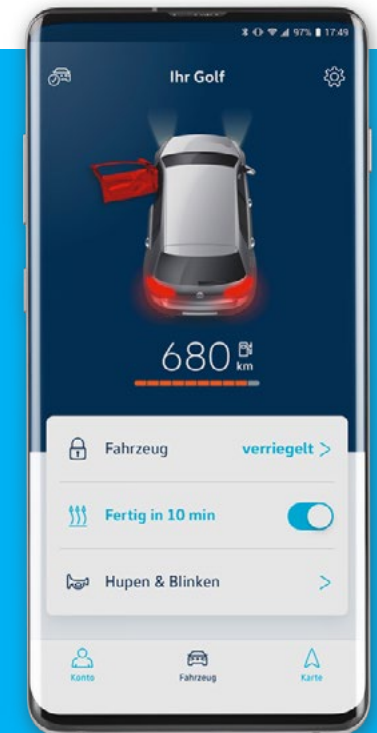 97% 17:49
Ihr Golf
680 km
Fahrzeug verriegelt >
Fertig in 10 min
Hupen & Blinken >
Konto Fahrzeug Karte